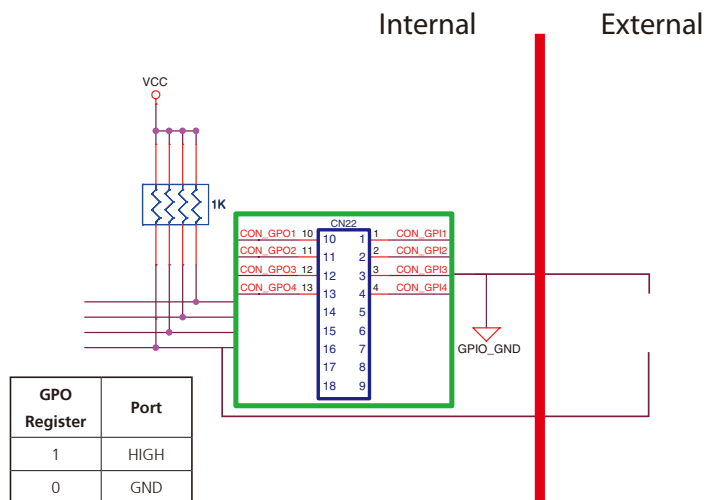 Internal External
VCC
1K
CN22
CON_GPO1 10 10 1 1 CON_GPI1
CON_GPO2 11 11 2 2 CON_GPI2
CON_GPO3 12 12 3 3 CON_GPI3
CON_GPO4 13 13 4 4 CON_GPI4
14 5
15 6
16 7
17 8
18 9
GPIO_GND
GPO Register Port
1 HIGH
0 GND